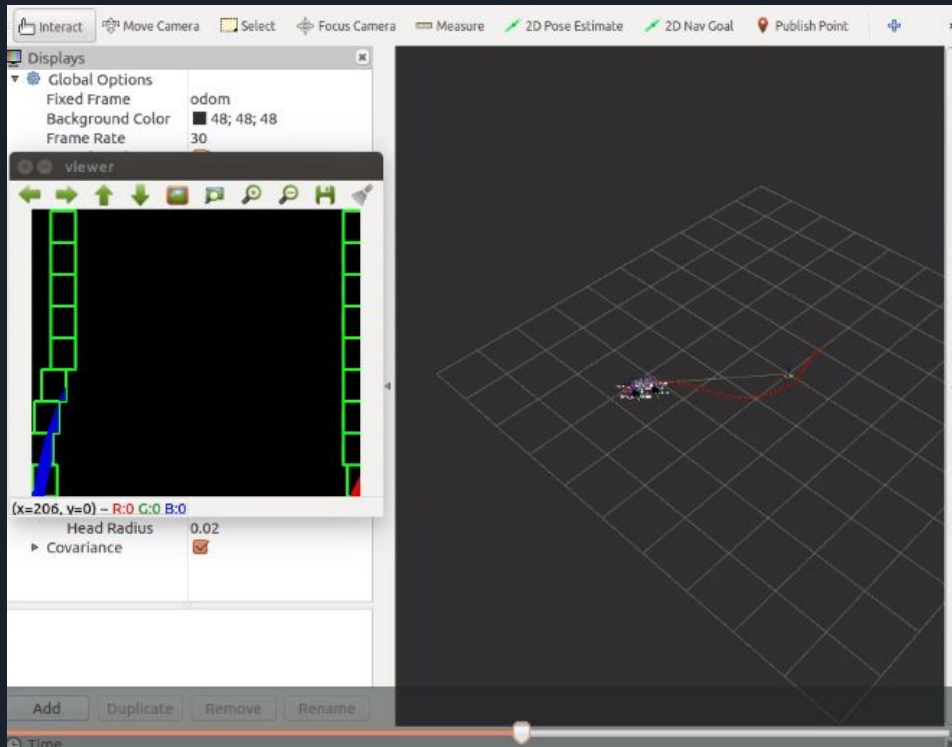 Interact Move Camera Select Focus Camera Measure 2D Pose Estimate 2D Nav Goal Publish Point
Displays
Global Options
Fixed Frame odom
Background Color 48; 48; 48
Frame Rate 30
viewer
(x=206, y=0) ~ R:0 G:0 B:0
Head Radius 0.02
Covariance
Add Duplicate Remove Rename
Time